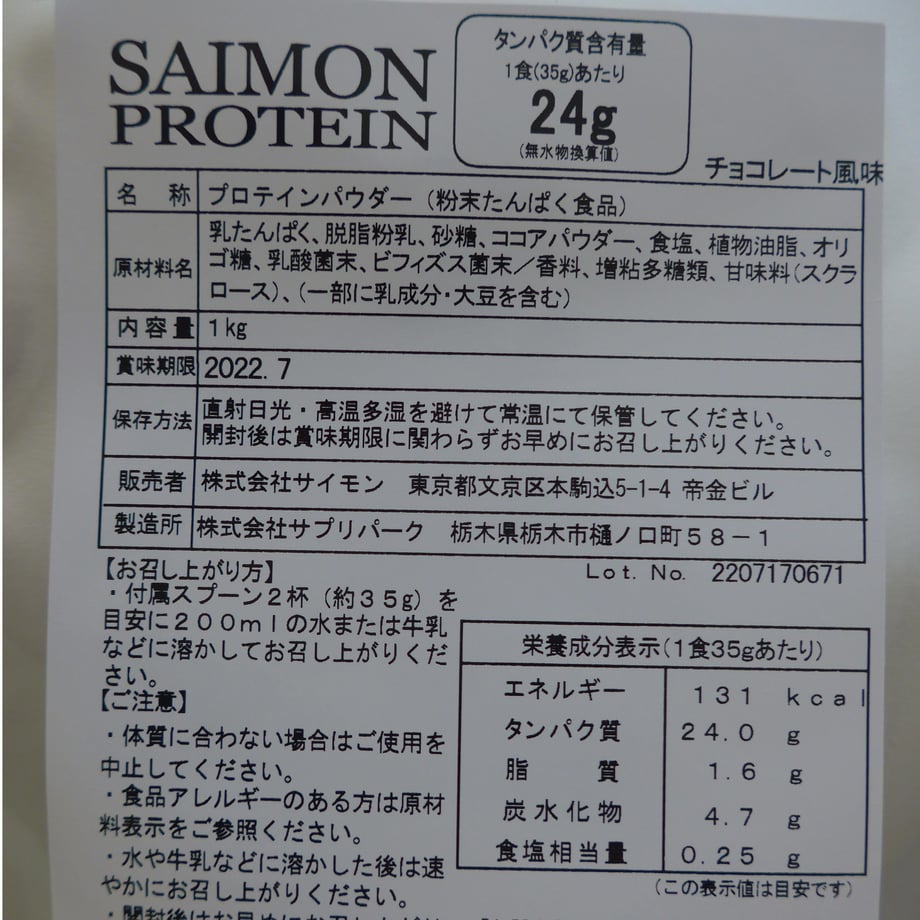 SAIMON
PROTEIN
タンパク質含有量
1食(35g)あたり
24g
(無水物換算値)
チョコレート風味
名 称 プロテインパウダー（粉末たんぱく食品）
原材料名 乳たんぱく、脱脂粉乳、砂糖、ココアパウダー、食塩、植物油脂、オリ
ゴ糖、乳酸菌末、ビフィズス菌末／香料、増粘多糖類、甘味料(スクラ
ロース)、(一部に乳成分・大豆を含む)
内容量 1kg
賞味期限 2022.7
保存方法 直射日光・高温多湿を避けて常温にて保管してください。
開封後は賞味期限に関わらずお早めにお召し上がりください。
販売者 株式会社サイモン 東京都文京区本駒込5-1-4 帝金ビル
製造所 株式会社サプリパーク 栃木県栃木市樋ノ口町５８－１
Lot. No. 2207170671
【お召し上がり方】
・付属スプーン２杯（約３５g）を
目安に２００ｍｌの水または牛乳
などに溶かしてお召し上がりくだ
さい。
【ご注意】
・体質に合わない場合はご使用を
中止してください。
・食品アレルギーのある方は原材
料表示をご参照ください。
・水や牛乳などに溶かした後は速
やかにお召し上がりください。
栄養成分表示(1食35gあたり)
エネルギー 131 kcal
タンパク質 24.0 g
脂 質 1.6 g
炭水化物 4.7 g
食塩相当量 0.25 g
(この表示値は目安です)